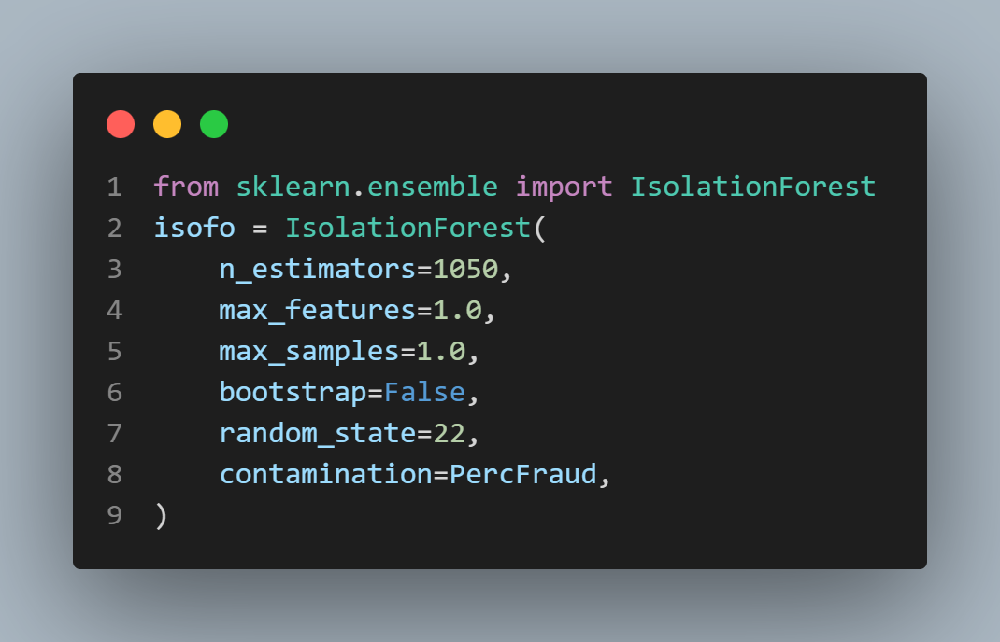 1 from sklearn.ensemble import IsolationForest
2 isofo = IsolationForest(
3     n_estimators=1050,
4     max_features=1.0,
5     max_samples=1.0,
6     bootstrap=False,
7     random_state=22,
8     contamination=PercFraud,
9 )